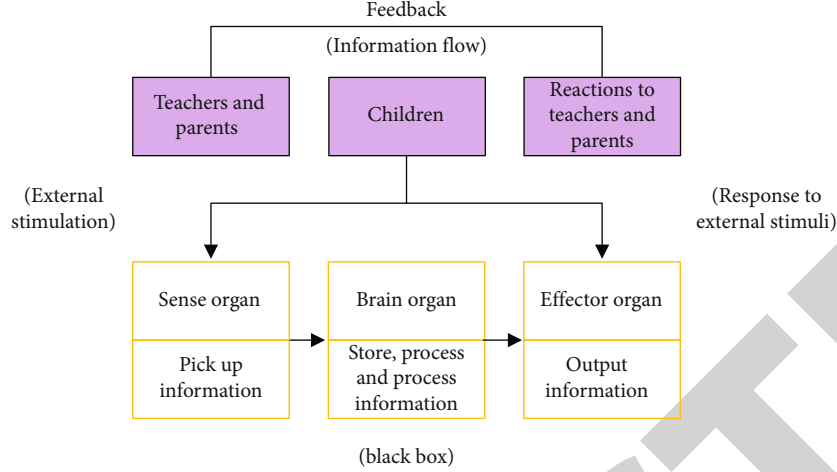 Feedback
(Information flow)
Teachers and
parents
Children
Reactions to
teachers and
parents
(External
stimulation)
(Response to
external stimuli)
Sense organ
Brain organ
Effector organ
Pick up
information
Store, process
and process
information
Output
information
(black box)